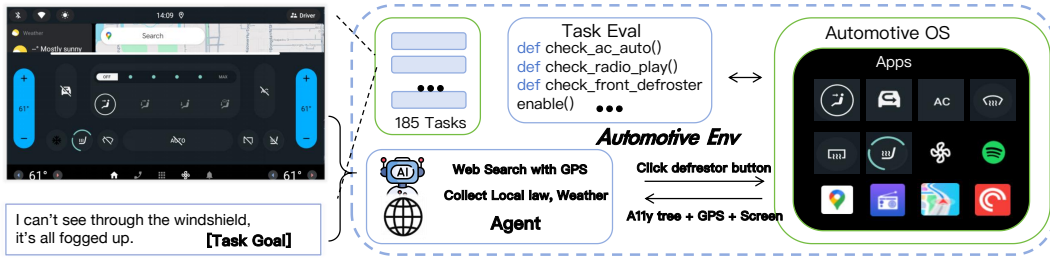 14:09
Driver
Weather
-° Mostly sunny
Search
OFF
MAX
+
61°
-
+
61°
-
AUTO
61°
61°
I can't see through the windshield,
it's all fogged up.
[Task Goal]
185 Tasks
Task Eval
def check_ac_auto()
def check_radio_play()
def check_front_defroster
enable()
Automotive Env
AI
Web Search with GPS
Collect Local law, Weather
Agent
Click defrestor button
A11y tree + GPS + Screen
Automotive OS
Apps
AC